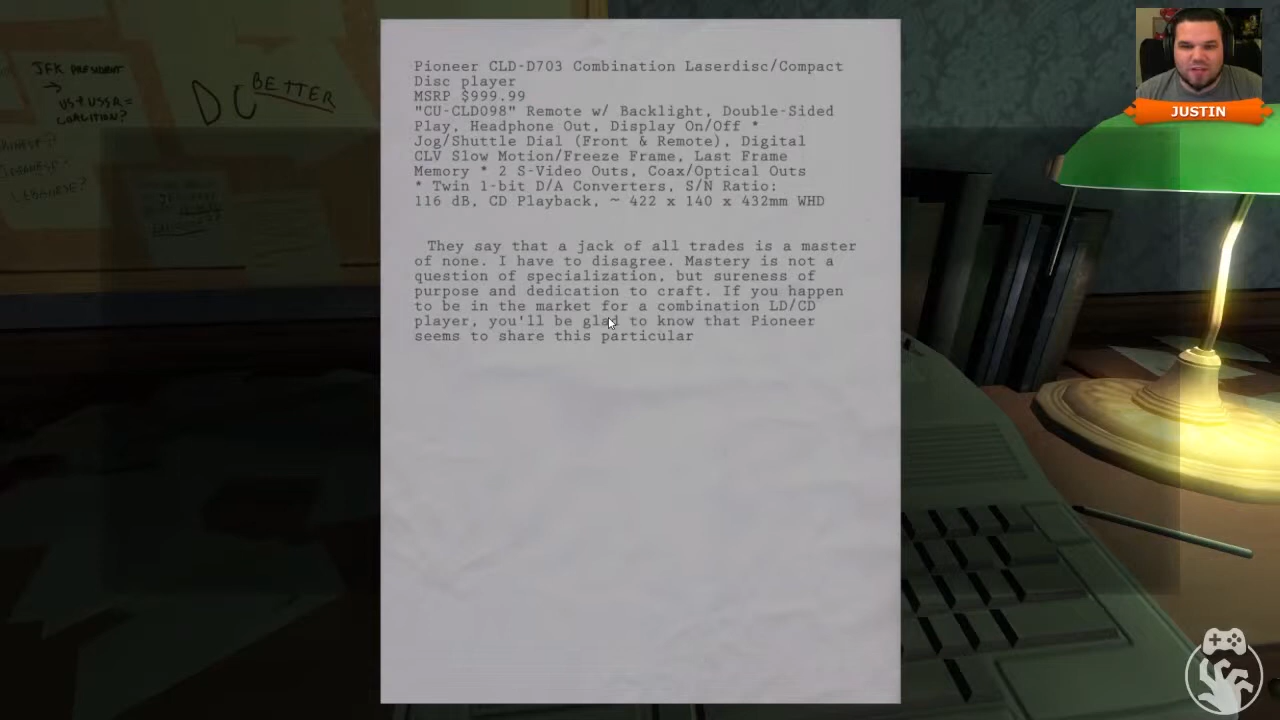 JFK PRESIDENT
→
US + USSR =
COALITION?
DO BETTER
LEBANESE?
JUSTIN
Pioneer CLD-D703 Combination Laserdisc/Compact
Disc player
MSRP $999.99
"CU-CLD098" Remote w/ Backlight, Double-Sided
Play, Headphone Out, Display On/Off *
Jog/Shuttle Dial (Front & Remote), Digital
CLV Slow Motion/Freeze Frame, Last Frame
Memory * 2 S-Video Outs, Coax/Optical Outs
* Twin 1-bit D/A Converters, S/N Ratio:
116 dB, CD Playback, ~ 422 x 140 x 432mm WHD
They say that a jack of all trades is a master
of none. I have to disagree. Mastery is not a
question of specialization, but sureness of
purpose and dedication to craft. If you happen
to be in the market for a combination LD/CD
player, you'll be glad to know that Pioneer
seems to share this particular